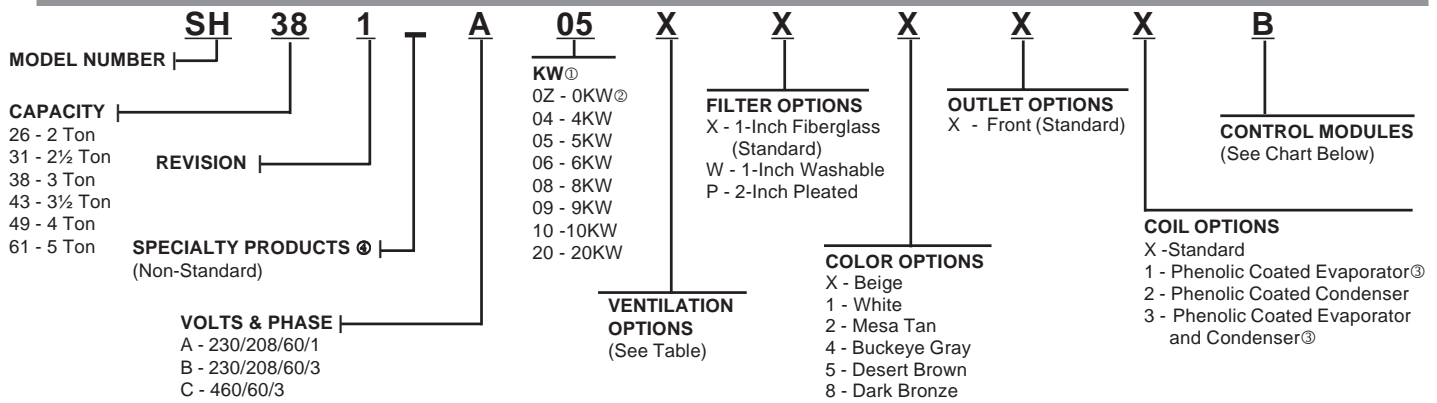 SH 38 1 – A 05 X X X X X B
MODEL NUMBER
CAPACITY
26 - 2 Ton
31 - 2½ Ton
38 - 3 Ton
43 - 3½ Ton
49 - 4 Ton
61 - 5 Ton
REVISION
SPECIALTY PRODUCTS ④
(Non-Standard)
VOLTS & PHASE
A - 230/208/60/1
B - 230/208/60/3
C - 460/60/3
KW①
0Z - 0KW②
04 - 4KW
05 - 5KW
06 - 6KW
08 - 8KW
09 - 9KW
10 -10KW
20 - 20KW
VENTILATION
OPTIONS
(See Table)
FILTER OPTIONS
X - 1-Inch Fiberglass
(Standard)
W - 1-Inch Washable
P - 2-Inch Pleated
COLOR OPTIONS
X - Beige
1 - White
2 - Mesa Tan
4 - Buckeye Gray
5 - Desert Brown
8 - Dark Bronze
OUTLET OPTIONS
X - Front (Standard)
COIL OPTIONS
X -Standard
1 - Phenolic Coated Evaporator③
2 - Phenolic Coated Condenser
3 - Phenolic Coated Evaporator
and Condenser③
CONTROL MODULES
(See Chart Below)